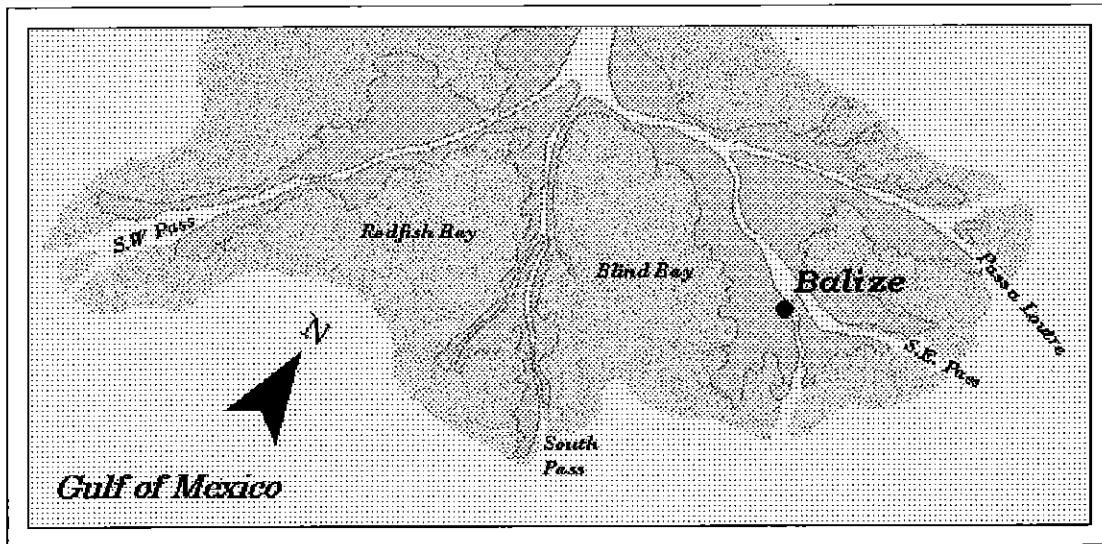 S.W Pass
Redfish Bay
Blind Bay
Balize
Pass a Loutre
S.E. Pass
N
South
Pass
Gulf of Mexico